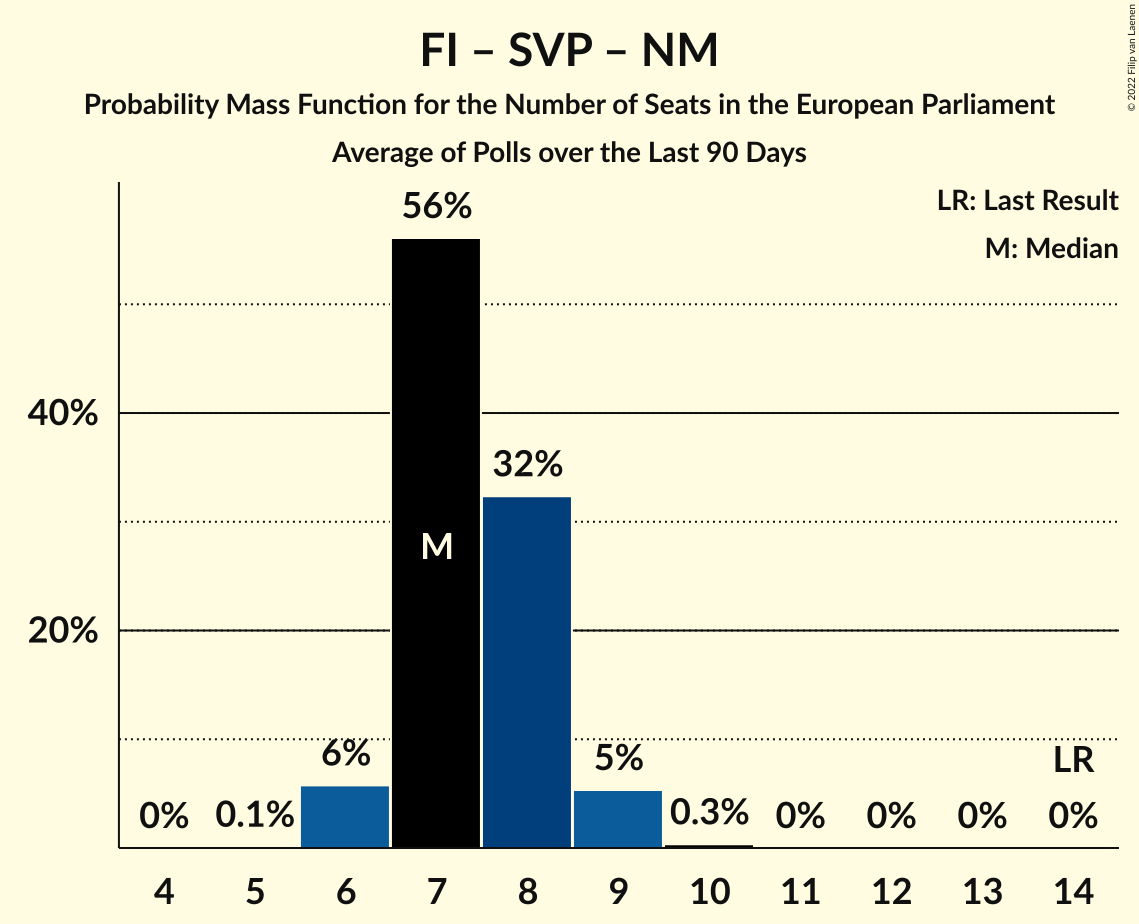 FI – SVP – NM
Probability Mass Function for the Number of Seats in the European Parliament
Average of Polls over the Last 90 Days
© 2022 Filip van Laenen
LR: Last Result
M: Median
56%
40%
32%
M
20%
6%
5%
LR
0%
0.1%
0.3%
0%
0%
0%
0%
4 5 6 7 8 9 10 11 12 13 14